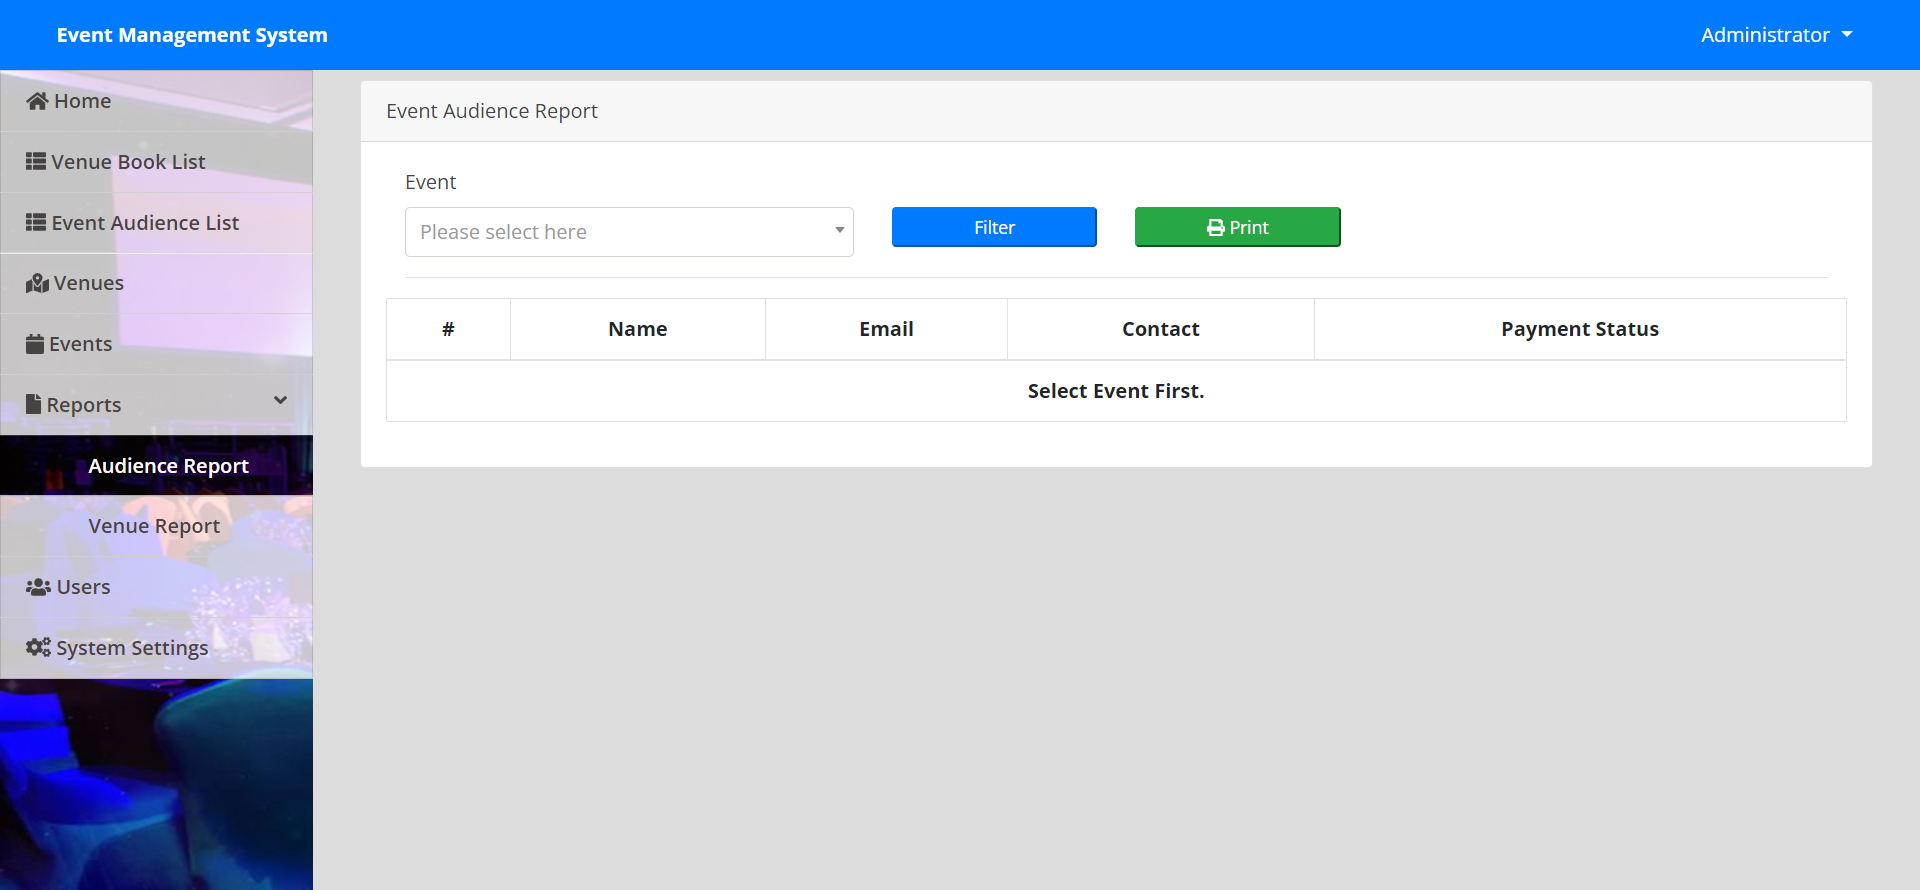 Event Management System
Administrator
Home
Venue Book List
Event Audience List
Venues
Events
Reports
Audience Report
Venue Report
Users
System Settings
Event Audience Report
Event
Please select here
Filter
Print
# Name Email Contact Payment Status
Select Event First.